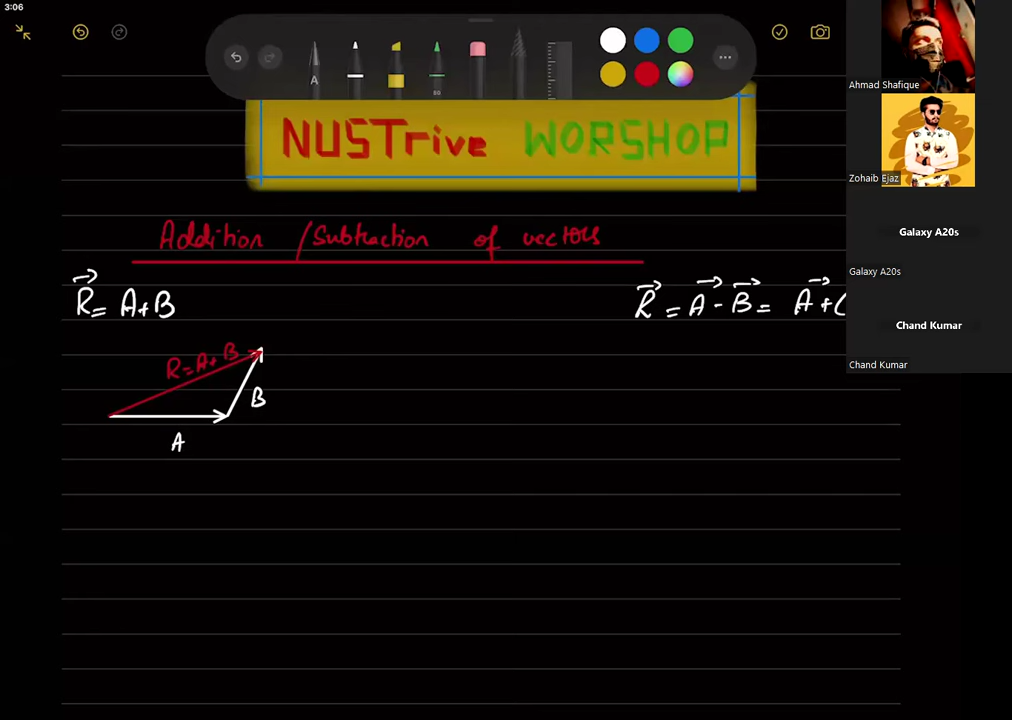 3:06
NUSTrive WORSHOP
Addition /Subtraction of vectors
R = A+B
R = A - B = A + (
R = A + B
B
A
A
BG
Ahmad Shafique
Zohaib Ejaz
Galaxy A20s
Galaxy A20s
Chand Kumar
Chand Kumar